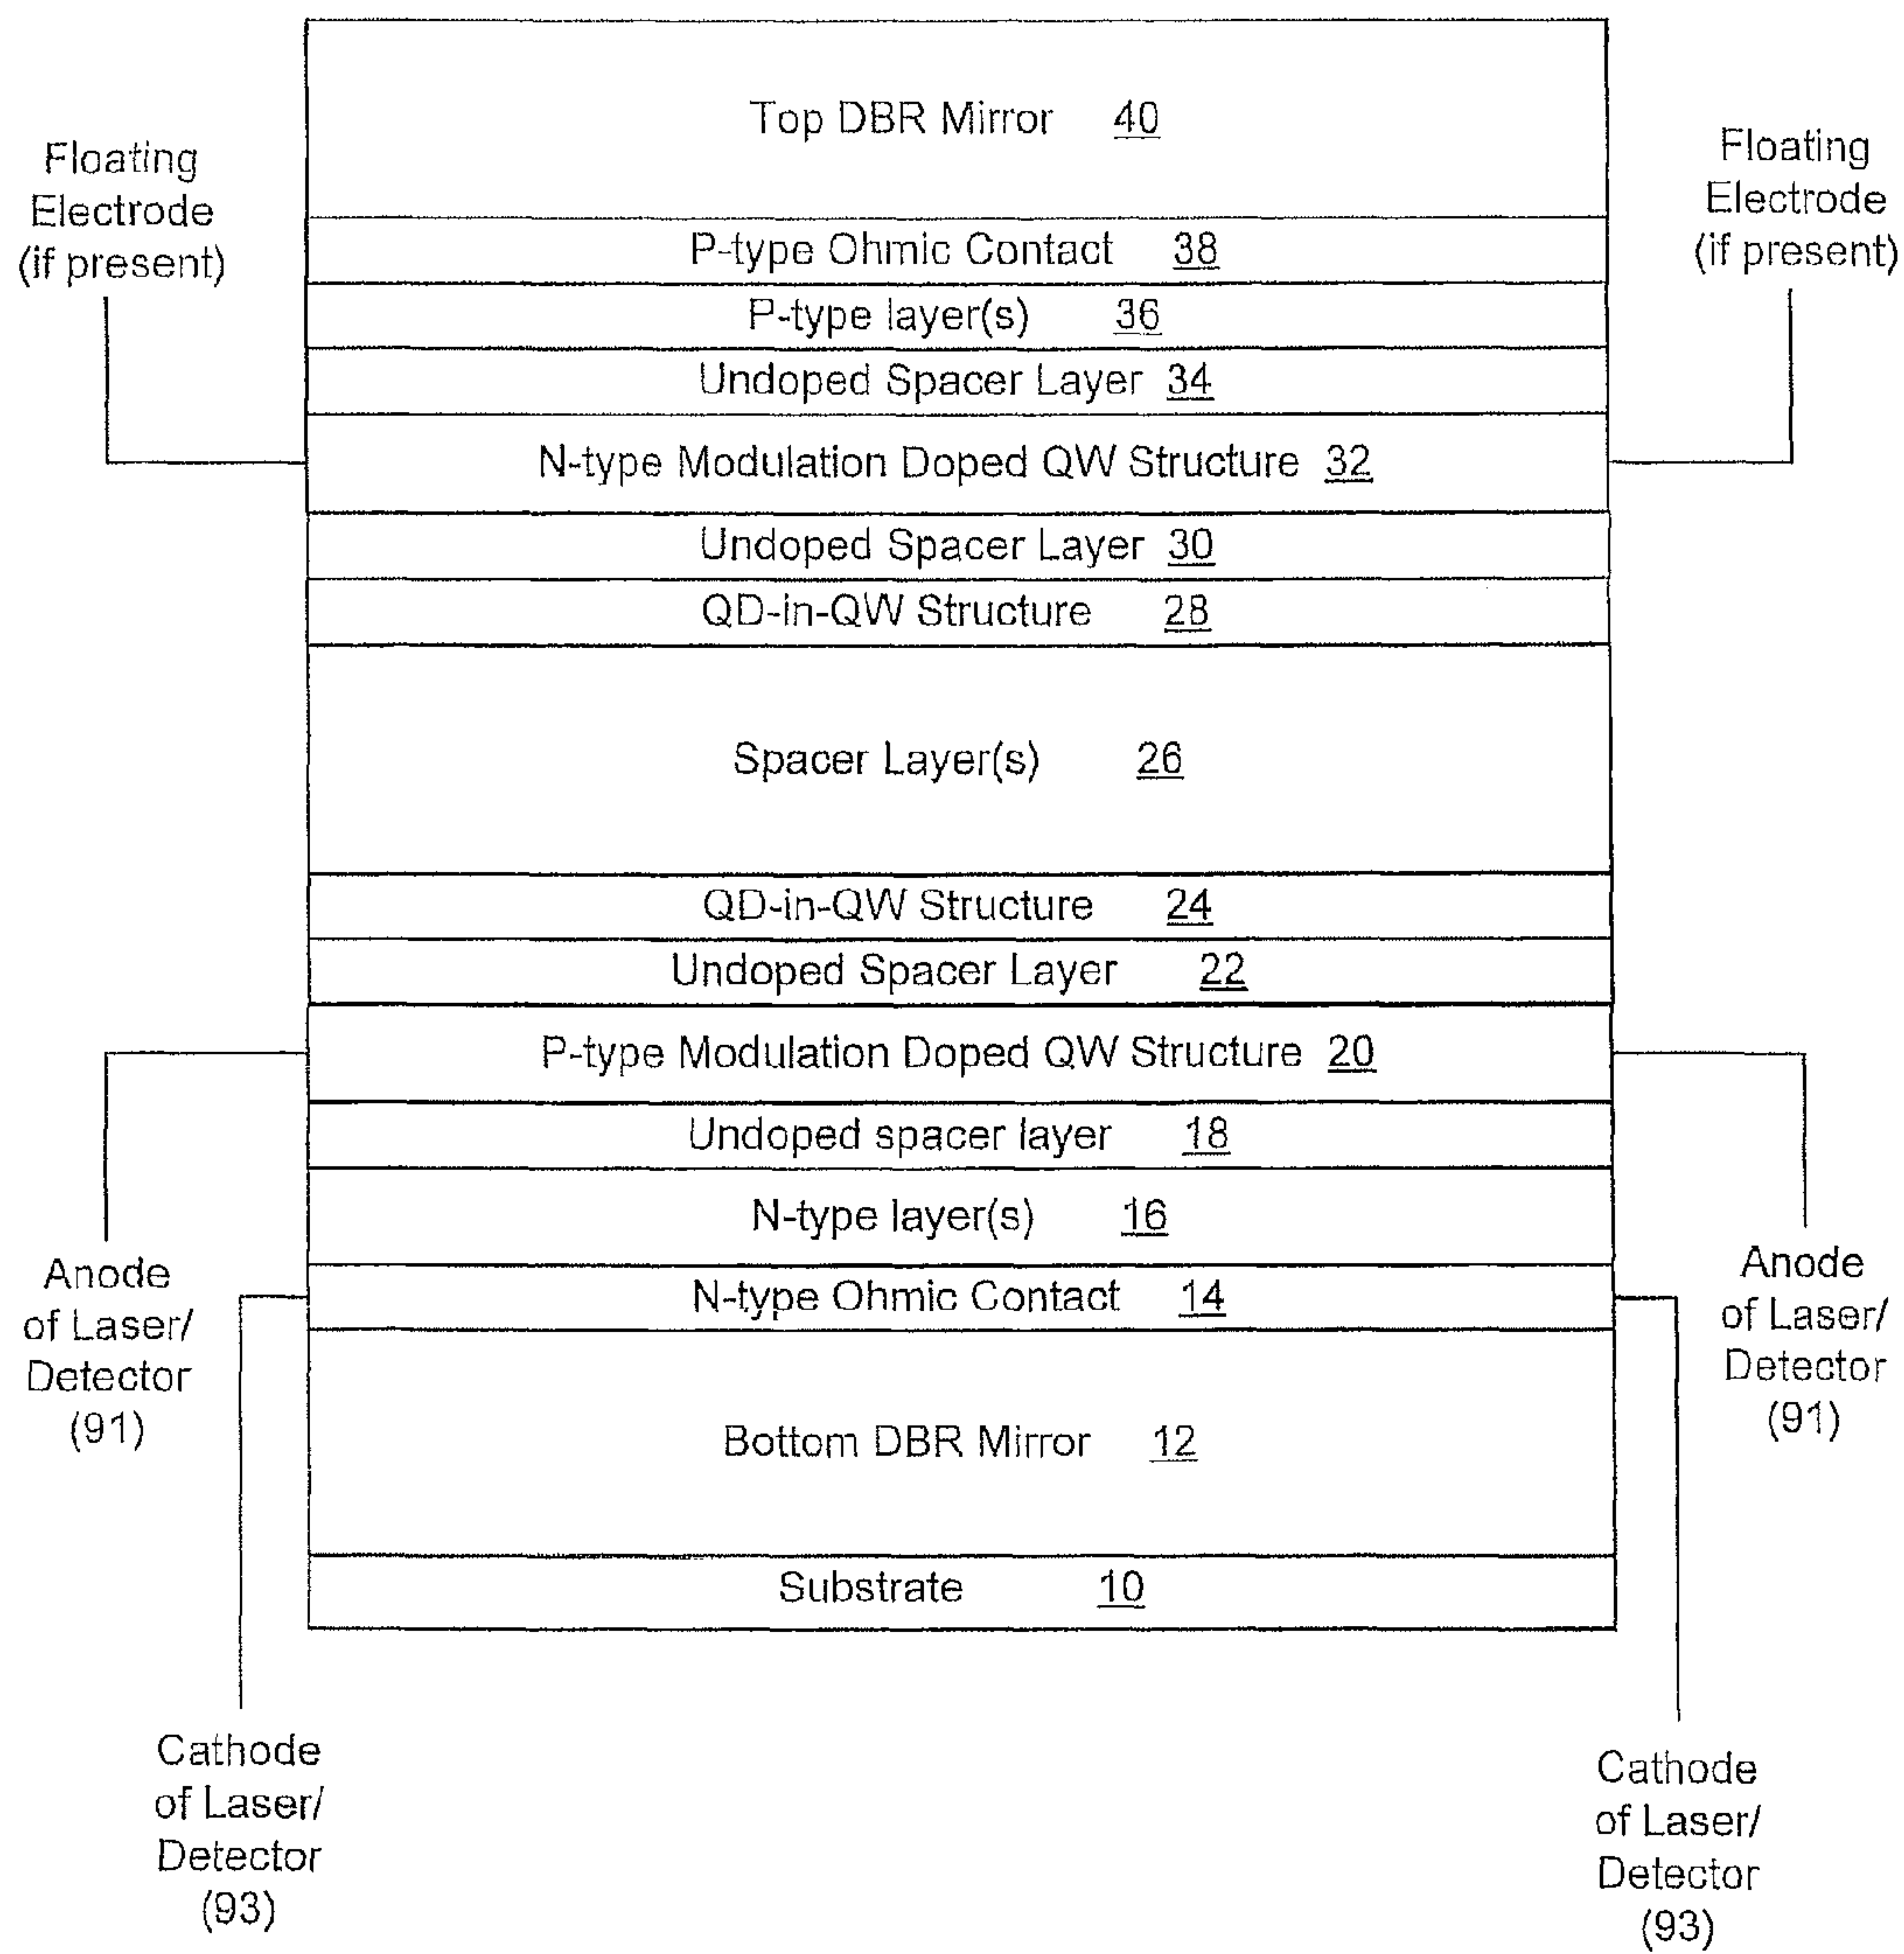 Top DBR Mirror 40
Floating
Electrode
(if present)
Floating
Electrode
(if present)
P-type Ohmic Contact 38
P-type layer(s) 36
Undoped Spacer Layer 34
N-type Modulation Doped QW Structure 32
Undoped Spacer Layer 30
QD-in-QW Structure 28
Spacer Layer(s) 26
QD-in-QW Structure 24
Undoped Spacer Layer 22
P-type Modulation Doped QW Structure 20
Undoped spacer layer 18
N-type layer(s) 16
N-type Ohmic Contact 14
Anode
of Laser/
Detector
(91)
Anode
of Laser/
Detector
(91)
Bottom DBR Mirror 12
Substrate 10
Cathode
of Laser/
Detector
(93)
Cathode
of Laser/
Detector
(93)